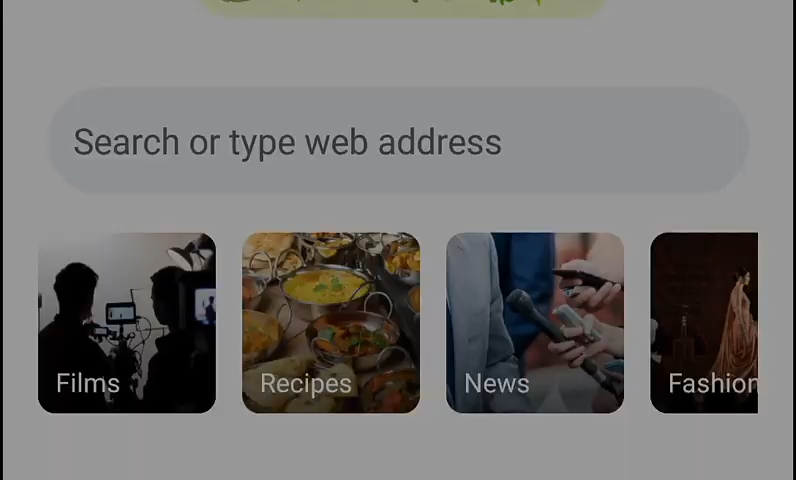 Search or type web address
Films
Recipes
News
Fashion